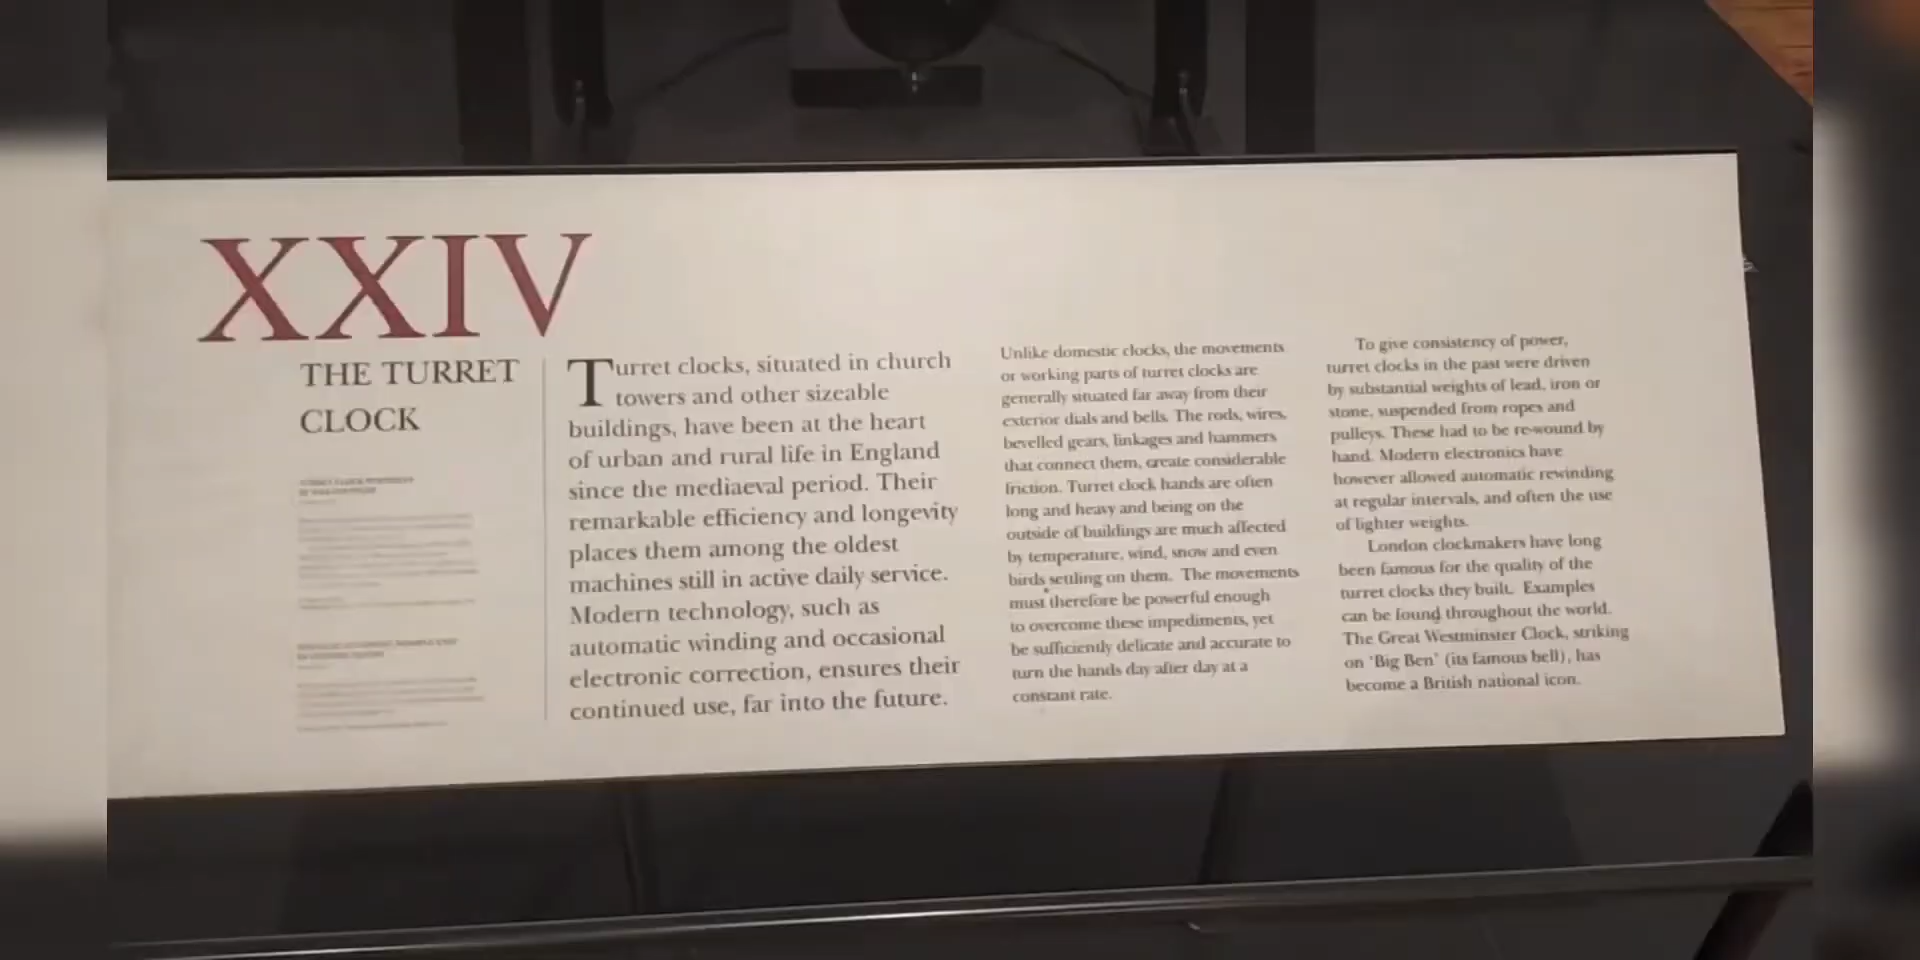 XXIV
THE TURRET
CLOCK
Turret clocks, situated in church
towers and other sizeable
buildings, have been at the heart
of urban and rural life in England
since the mediaeval period. Their
remarkable efficiency and longevity
places them among the oldest
machines still in active daily service.
Modern technology, such as
automatic winding and occasional
electronic correction, ensures their
continued use, far into the future.
Unlike domestic clocks, the movements
or working parts of turret clocks are
generally situated far away from their
exterior dials and bells. The rods, wires,
bevelled gears, linkages and hammers
that connect them, create considerable
friction. Turret clock hands are often
long and heavy and being on the
outside of buildings are much affected
by temperature, wind, snow and even
birds settling on them. The movements
must therefore be powerful enough
to overcome these impediments, yet
be sufficiently delicate and accurate to
turn the hands day after day at a
constant rate.
To give consistency of power,
turret clocks in the past were driven
by substantial weights of lead, iron or
stone, suspended from ropes and
pulleys. These had to be re-wound by
hand. Modern electronics have
however allowed automatic rewinding
at regular intervals, and often the use
of lighter weights.
London clockmakers have long
been famous for the quality of the
turret clocks they built. Examples
can be found throughout the world.
The Great Westminster Clock, striking
on 'Big Ben' (its famous bell), has
become a British national icon.